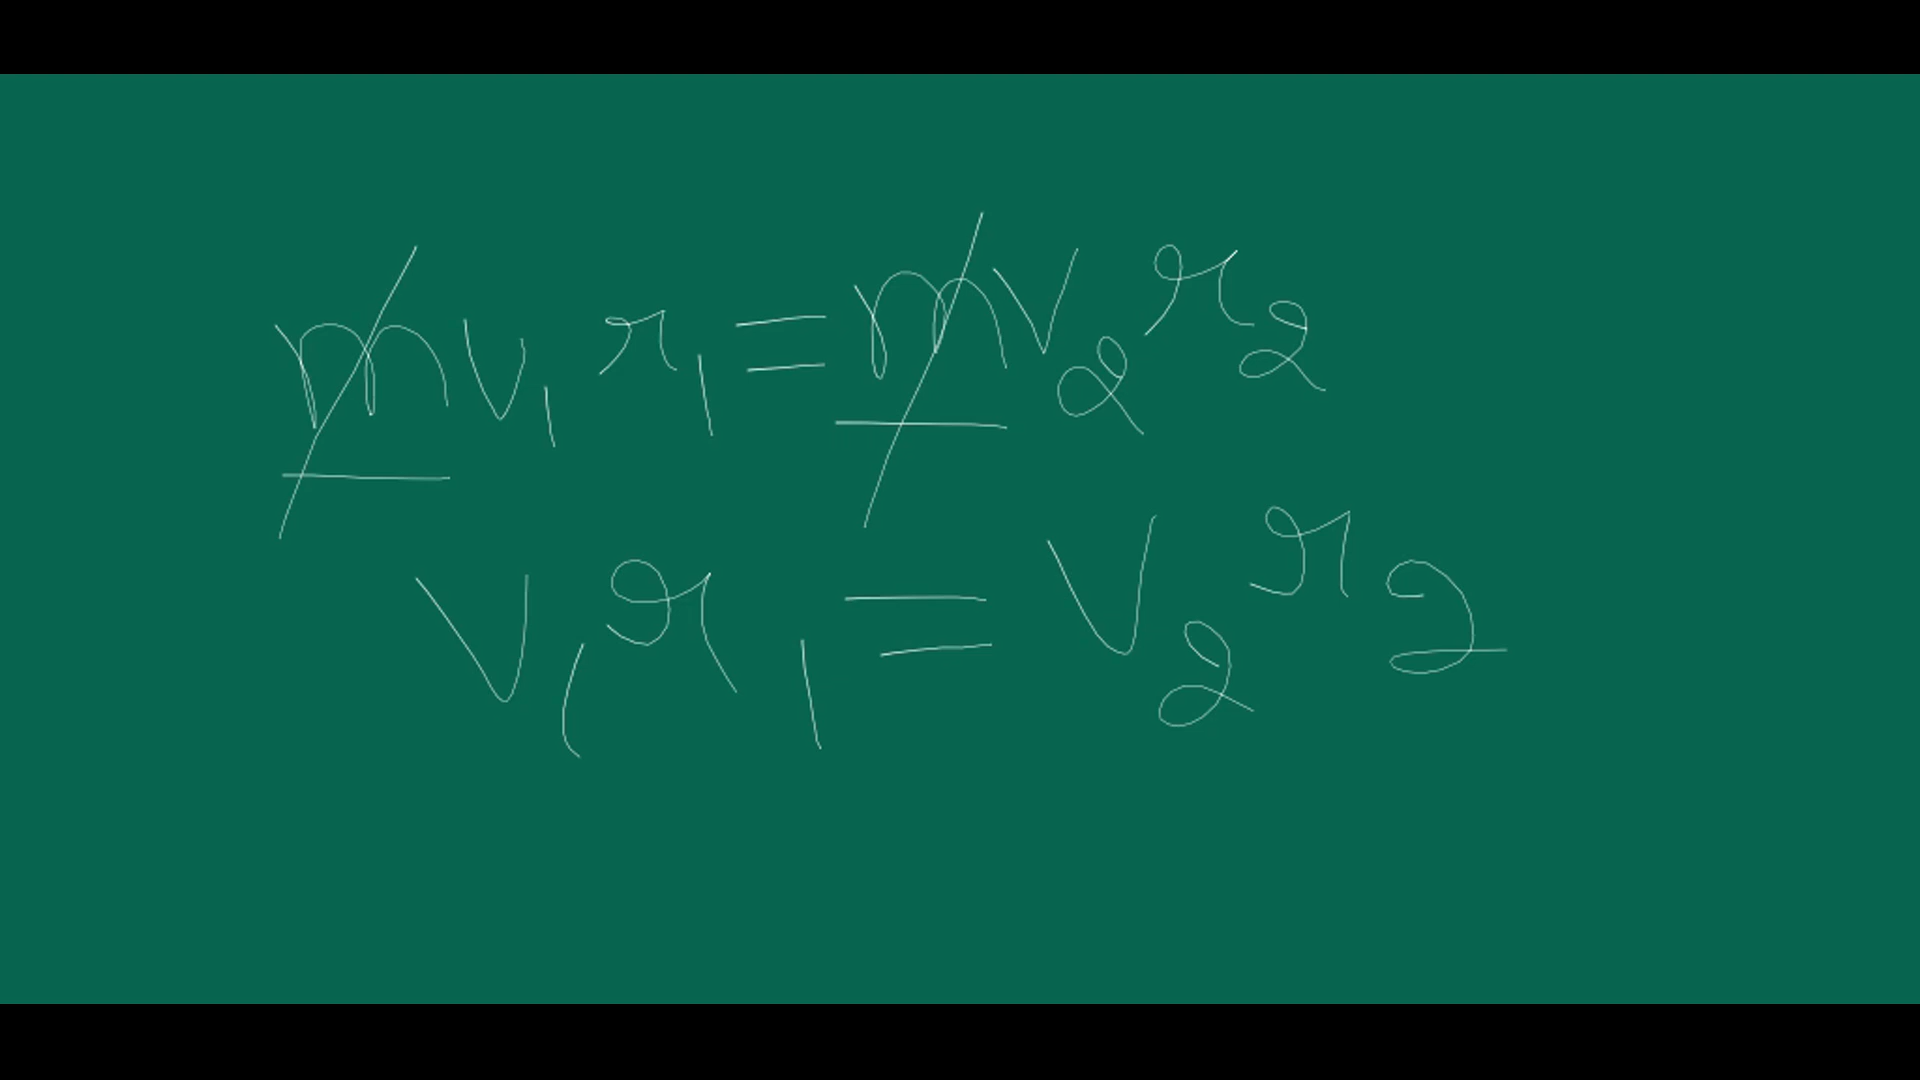 mv₁r₁ = mv₂r₂
v₁r₁ = v₂r₂